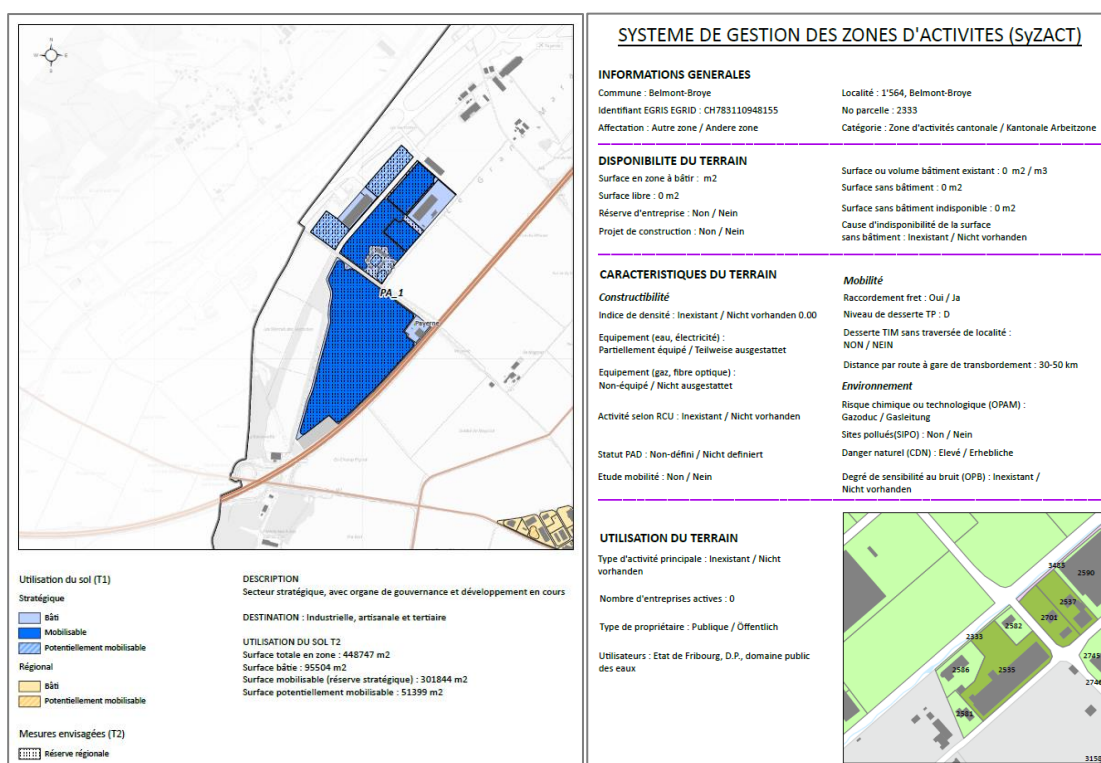 PA_1
Payerne
Utilisation du sol (T1)
Stratégique
Bâti
Mobilisable
Potentiellement mobilisable
Régional
Bâti
Potentiellement mobilisable
Mesures envisagées (T2)
Réserve régionale
DESCRIPTION
Secteur stratégique, avec organe de gouvernance et développement en cours
DESTINATION : Industrielle, artisanale et tertiaire
UTILISATION DU SOL T2
Surface totale en zone : 448747 m2
Surface bâtie : 95504 m2
Surface mobilisable (réserve stratégique) : 301844 m2
Surface potentiellement mobilisable : 51399 m2
SYSTEME DE GESTION DES ZONES D'ACTIVITES (SyZACT)
INFORMATIONS GENERALES
Commune : Belmont-Broye
Identifiant EGRIS EGRID : CH783110948155
Affectation : Autre zone / Andere zone
Localité : 1'564, Belmont-Broye
No parcelle : 2333
Catégorie : Zone d'activités cantonale / Kantonale Arbeitzone
DISPONIBILITE DU TERRAIN
Surface en zone à bâtir : m2
Surface libre : 0 m2
Réserve d'entreprise : Non / Nein
Projet de construction : Non / Nein
Surface ou volume bâtiment existant : 0 m2 / m3
Surface sans bâtiment : 0 m2
Surface sans bâtiment indisponible : 0 m2
Cause d'indisponibilité de la surface
sans bâtiment : Inexistant / Nicht vorhanden
CARACTERISTIQUES DU TERRAIN
Constructibilité
Indice de densité : Inexistant / Nicht vorhanden 0.00
Equipement (eau, électricité) :
Partiellement équipé / Teilweise ausgestattet
Equipement (gaz, fibre optique) :
Non-équipé / Nicht ausgestattet
Activité selon RCU : Inexistant / Nicht vorhanden
Statut PAD : Non-défini / Nicht definiert
Etude mobilité : Non / Nein
Mobilité
Raccordement fret : Oui / Ja
Niveau de desserte TP : D
Desserte TIM sans traversée de localité :
NON / NEIN
Distance par route à gare de transbordement : 30-50 km
Environnement
Risque chimique ou technologique (OPAM) :
Gazoduc / Gasleitung
Sites pollués(SIPO) : Non / Nein
Danger naturel (CDN) : Elevé / Erhebliche
Degré de sensibilité au bruit (OPB) : Inexistant /
Nicht vorhanden
UTILISATION DU TERRAIN
Type d'activité principale : Inexistant / Nicht
vorhanden
Nombre d'entreprises actives : 0
Type de propriétaire : Publique / Öffentlich
Utilisateurs : Etat de Fribourg, D.P., domaine public
des eaux
3483
2590
2537
2701
2582
2333
2745
2586
2535
2746
2581
3158